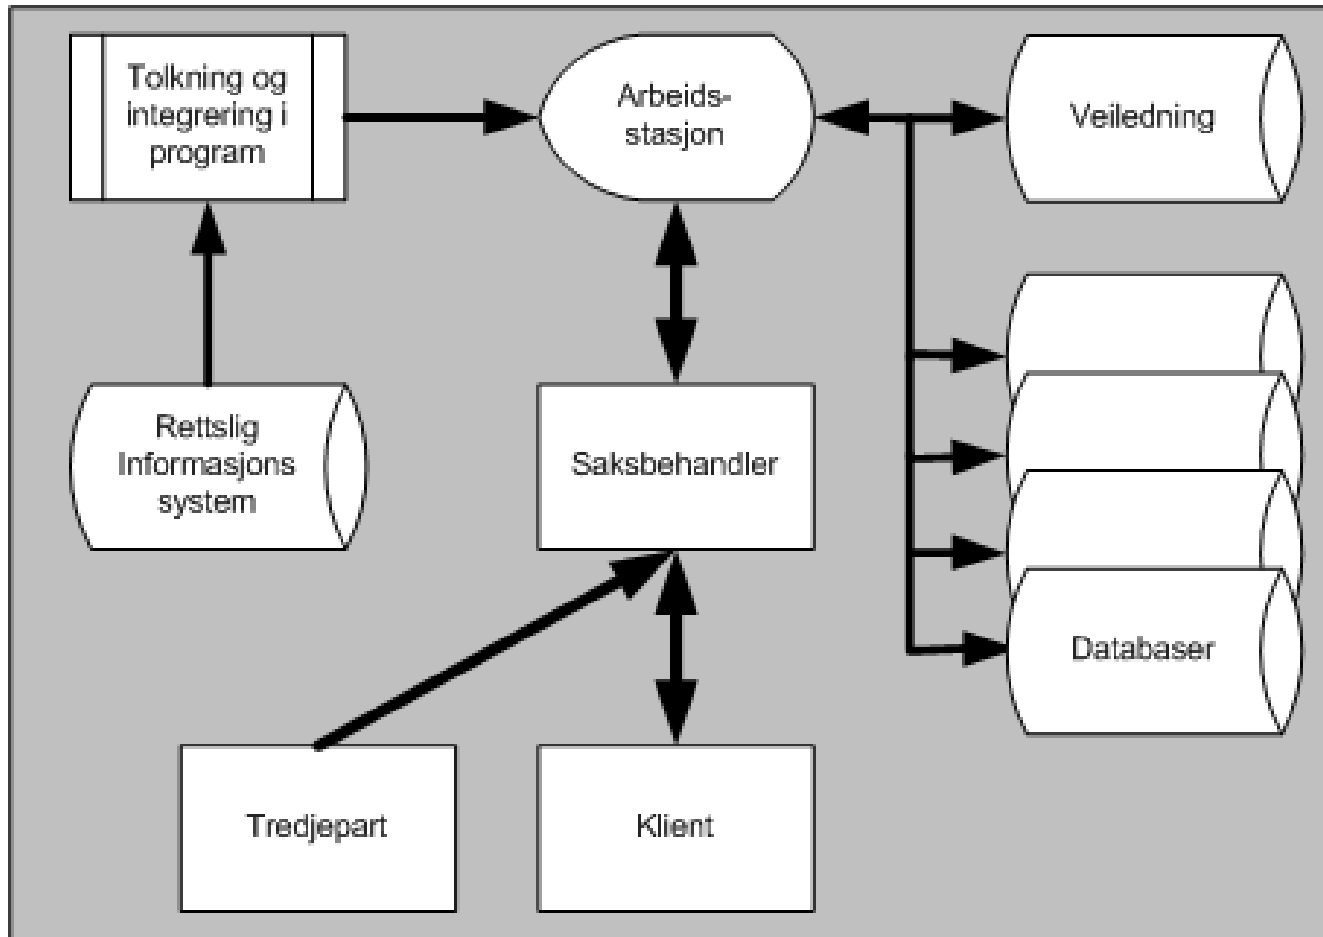 Tolkning og
integrering i
program
Arbeids-
stasjon
Veiledning
Rettslig
Informasjons
system
Saksbehandler
Databaser
Tredjepart
Klient